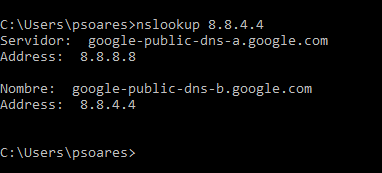 C:\Users\psoares>nslookup 8.8.4.4
Servidor:  google-public-dns-a.google.com
Address:  8.8.8.8
Nombre:  google-public-dns-b.google.com
Address:  8.8.4.4
C:\Users\psoares>